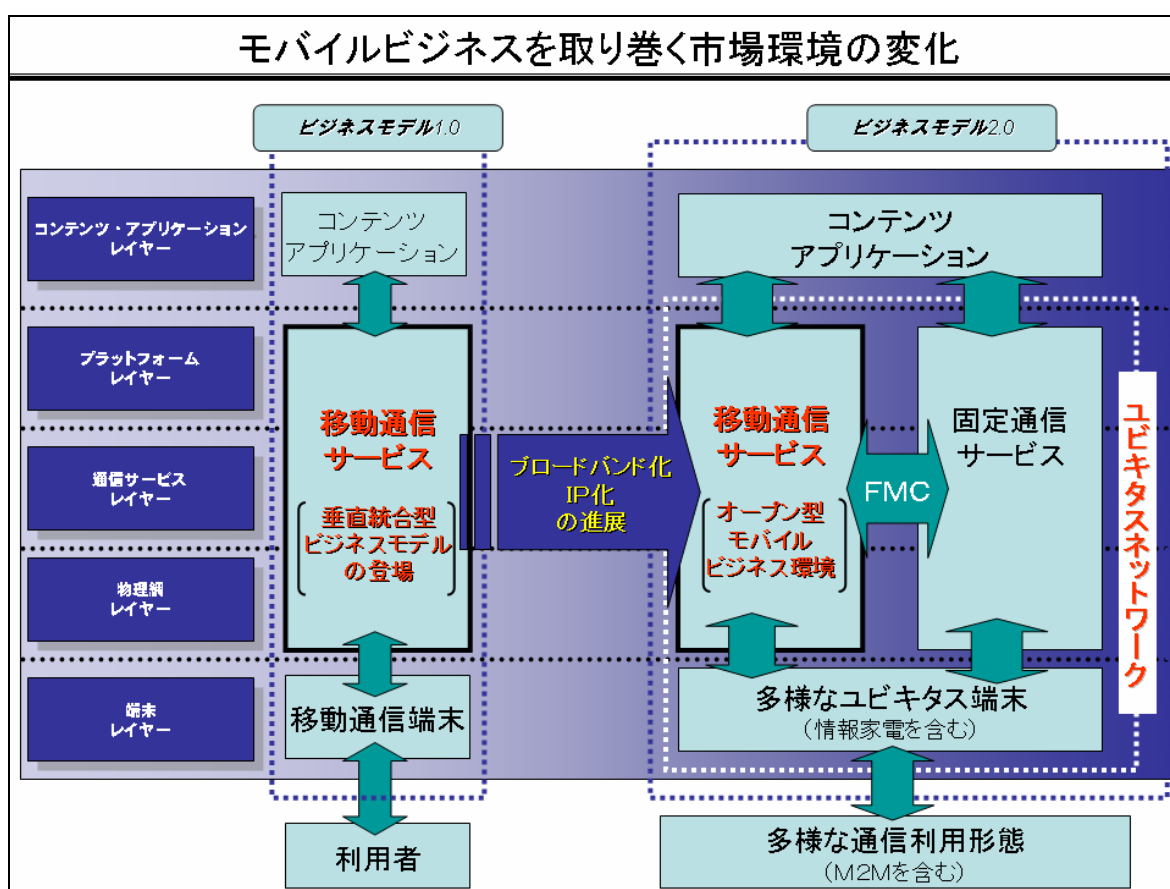 モバイルビジネスを取り巻く市場環境の変化
ビジネスモデル1.0
ビジネスモデル2.0
コンテンツ・アプリケーション
レイヤー
プラットフォーム
レイヤー
通信サービス
レイヤー
物理網
レイヤー
端末
レイヤー
コンテンツ
アプリケーション
移動通信
サービス
垂直統合型
ビジネスモデル
の登場
移動通信端末
利用者
ブロードバンド化
IP化
の進展
コンテンツ
アプリケーション
移動通信
サービス
オープン型
モバイル
ビジネス環境
FMC
固定通信
サービス
ユビキタスネットワーク
多様なユビキタス端末
(情報家電を含む)
多様な通信利用形態
(M2Mを含む)